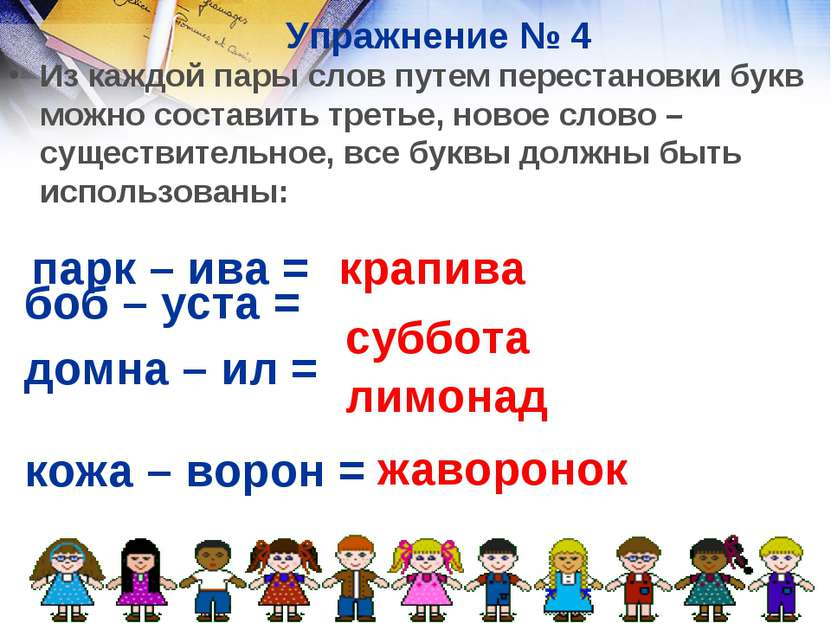 Упражнение № 4
• Из каждой пары слов путем перестановки букв
можно составить третье, новое слово –
существительное, все буквы должны быть
использованы:
парк – ива = крапива
боб – уста =
суббота
домна – ил =
лимонад
кожа – ворон = жаворонок